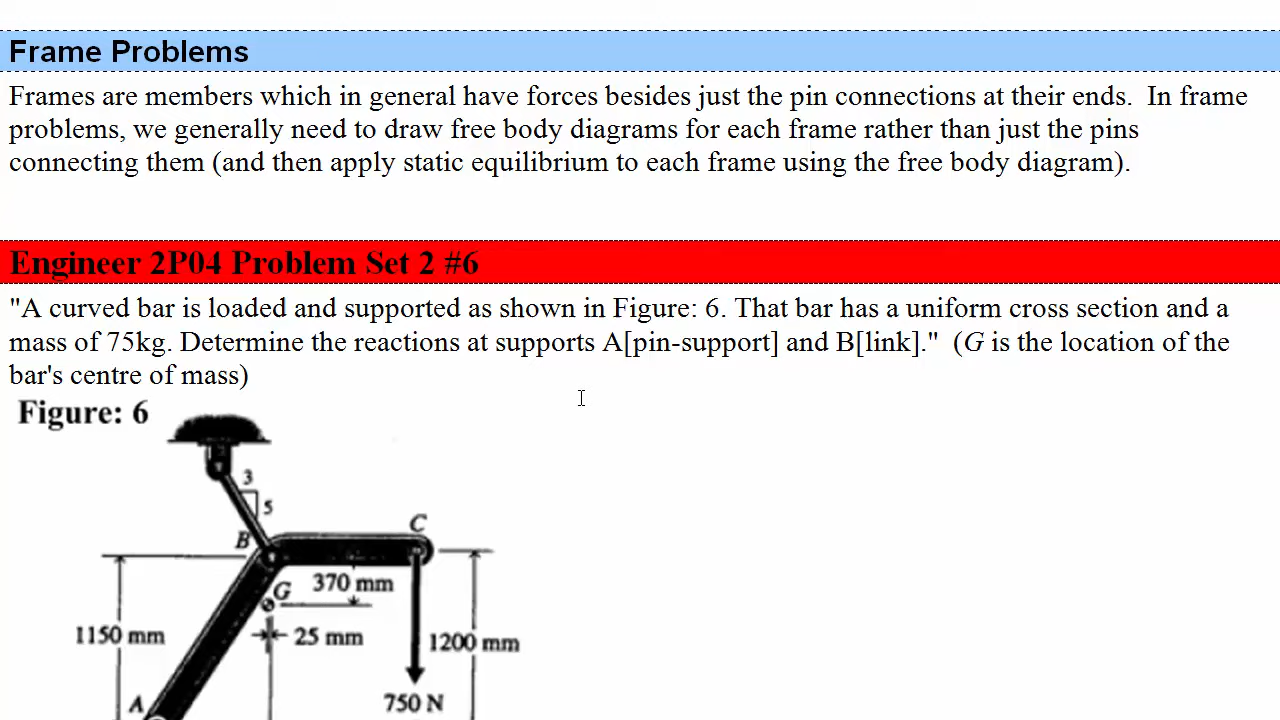 Frame Problems
Frames are members which in general have forces besides just the pin connections at their ends.  In frame
problems, we generally need to draw free body diagrams for each frame rather than just the pins
connecting them (and then apply static equilibrium to each frame using the free body diagram).
Engineer 2P04 Problem Set 2 #6
"A curved bar is loaded and supported as shown in Figure: 6. That bar has a uniform cross section and a
mass of 75kg. Determine the reactions at supports A[pin-support] and B[link]."  (G is the location of the
bar's centre of mass)
Figure: 6
3
5
B
C
G
370 mm
1150 mm
25 mm
1200 mm
A
750 N